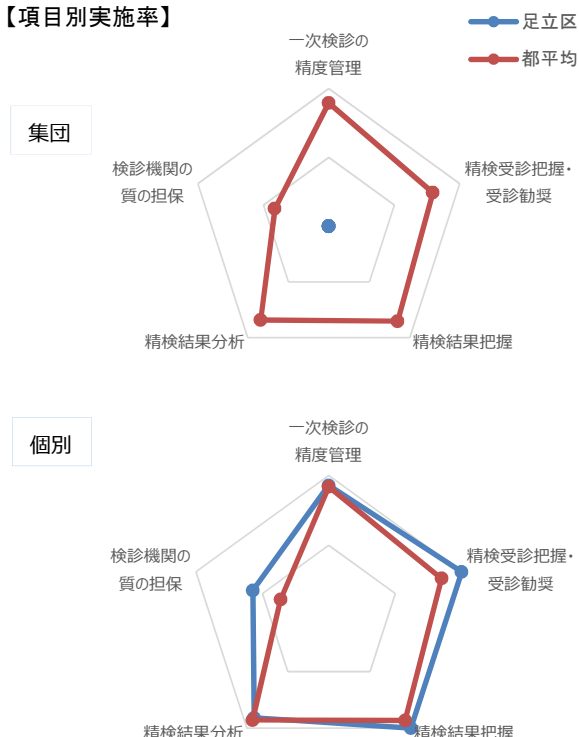 【項目別実施率】
足立区
都平均
集団
一次検診の
精度管理
精検受診把握・
受診勧奨
精検結果把握
精検結果分析
検診機関の
質の担保
個別
一次検診の
精度管理
精検受診把握・
受診勧奨
精検結果把握
精検結果分析
検診機関の
質の担保